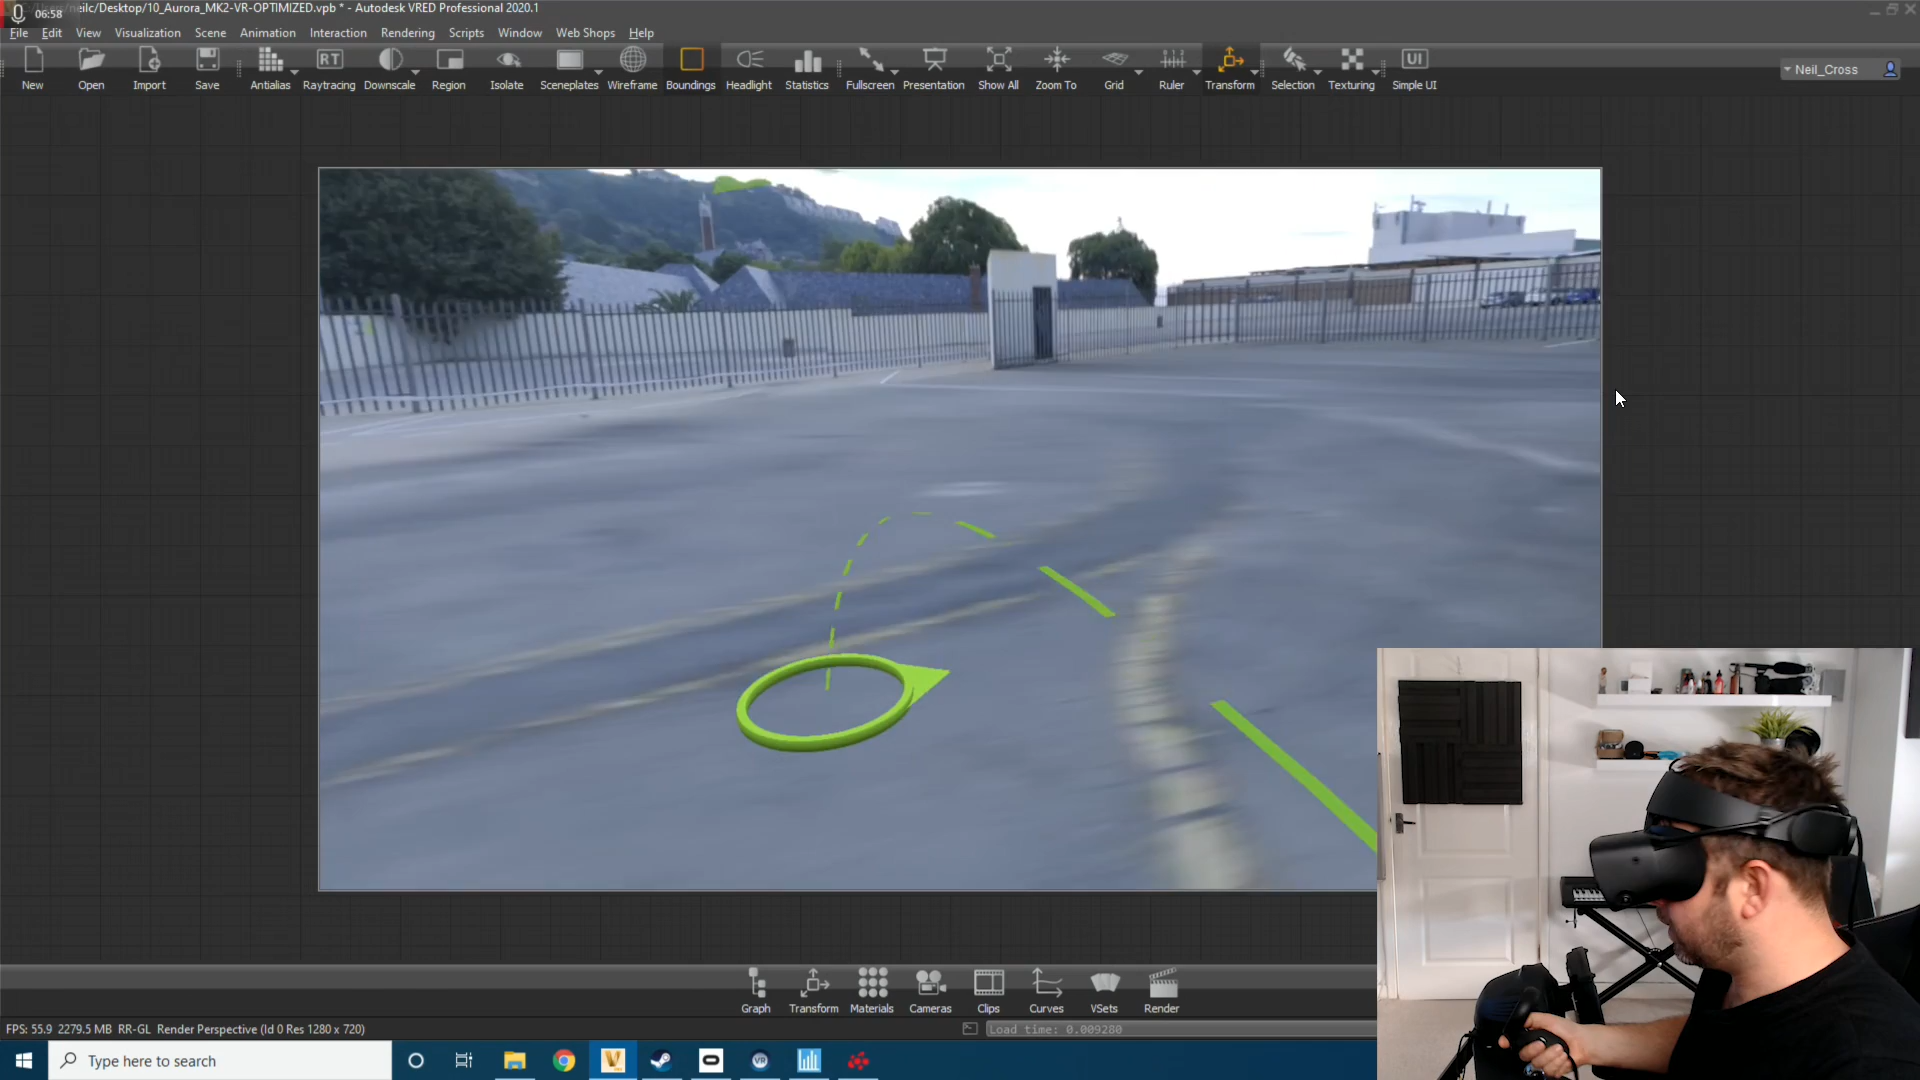 06:58
neilc/Desktop/10_Aurora_MK2-VR-OPTIMIZED.vpb * - Autodesk VRED Professional 2020.1
File Edit View Visualization Scene Animation Interaction Rendering Scripts Window Web Shops Help
RT UI
New Open Import Save Antialias Raytracing Downscale Region Isolate Sceneplates Wireframe Boundings Headlight Statistics Fullscreen Presentation Show All Zoom To Grid Ruler Transform Selection Texturing Simple UI
Neil_Cross
Graph Transform Materials Cameras Clips Curves VSets Render
FPS: 55.9 2279.5 MB RR-GL Render Perspective (Id 0 Res 1280 x 720)
Load time: 0.009280
Type here to search